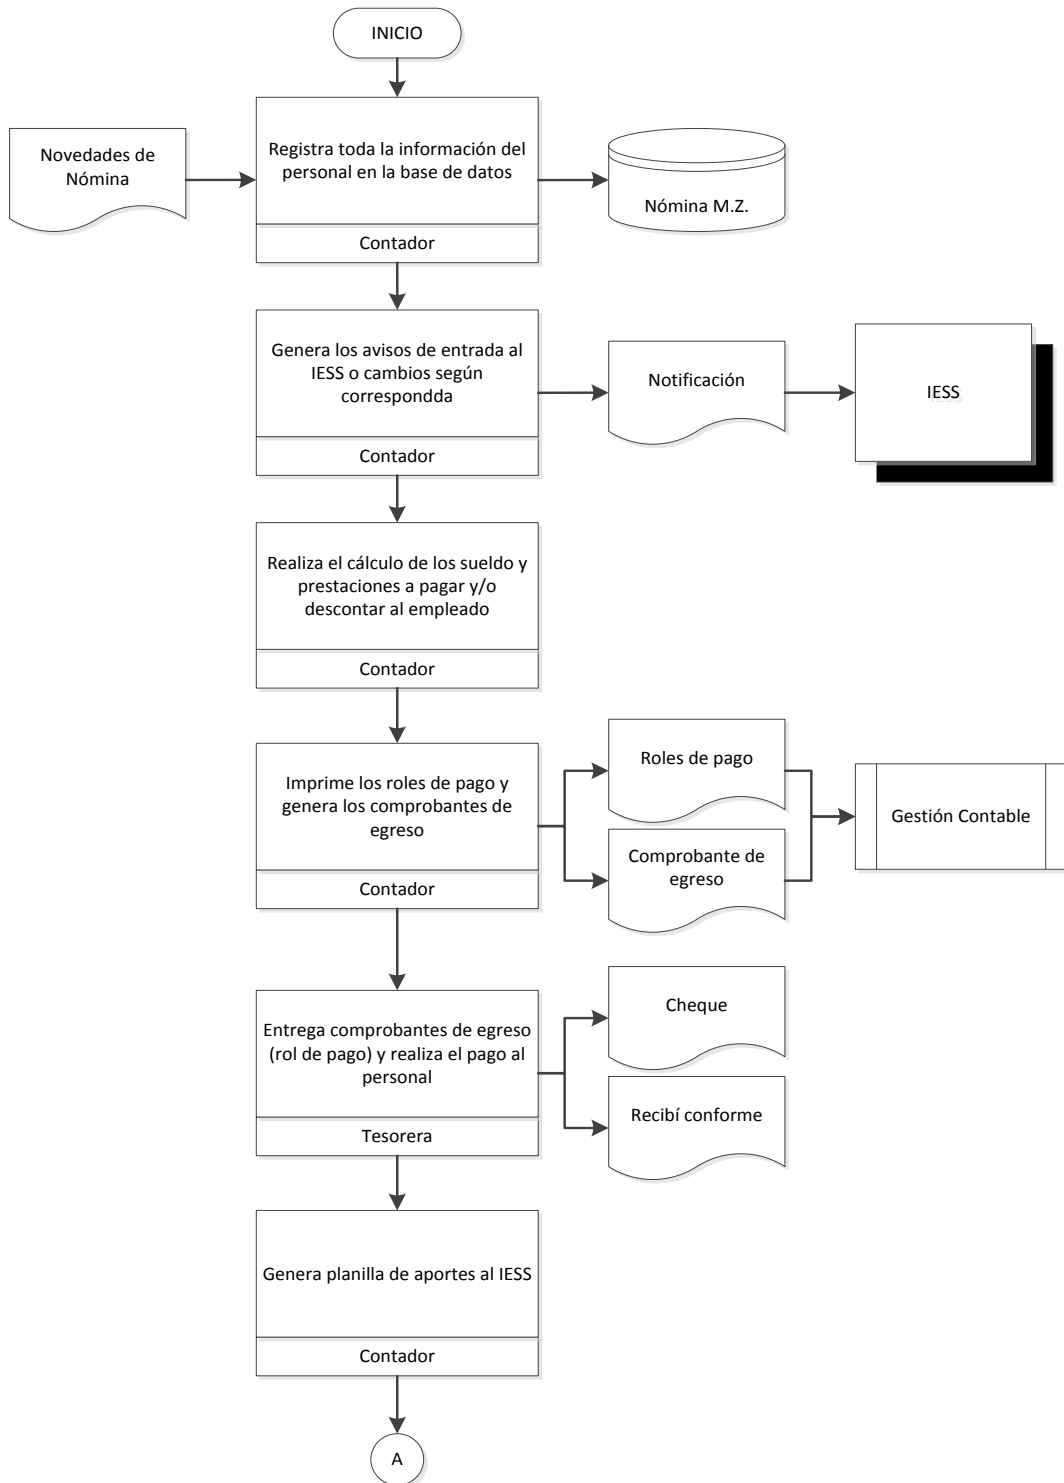 INICIO
Novedades de
Nómina
Registra toda la información del
personal en la base de datos
Contador
Nómina M.Z.
Genera los avisos de entrada al
IESS o cambios según
correspondda
Contador
Notificación
IESS
Realiza el cálculo de los sueldo y
prestaciones a pagar y/o
descontar al empleado
Contador
Imprime los roles de pago y
genera los comprobantes de
egreso
Contador
Roles de pago
Comprobante de
egreso
Gestión Contable
Entrega comprobantes de egreso
(rol de pago) y realiza el pago al
personal
Tesorera
Cheque
Recibí conforme
Genera planilla de aportes al IESS
Contador
A